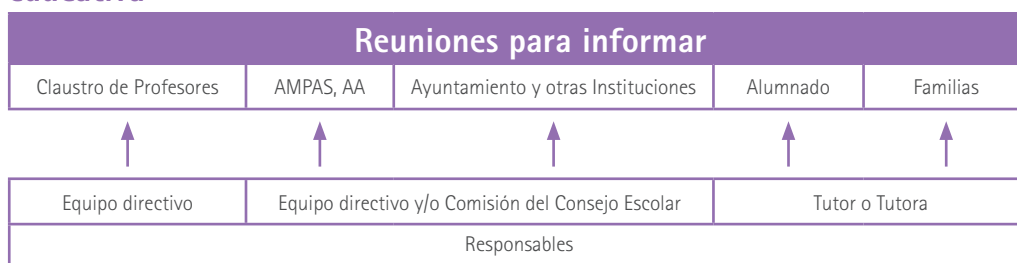 Reuniones para informar
Claustro de Profesores AMPAS, AA Ayuntamiento y otras Instituciones Alumnado Familias
Equipo directivo Equipo directivo y/o Comisión del Consejo Escolar Tutor o Tutora
Responsables